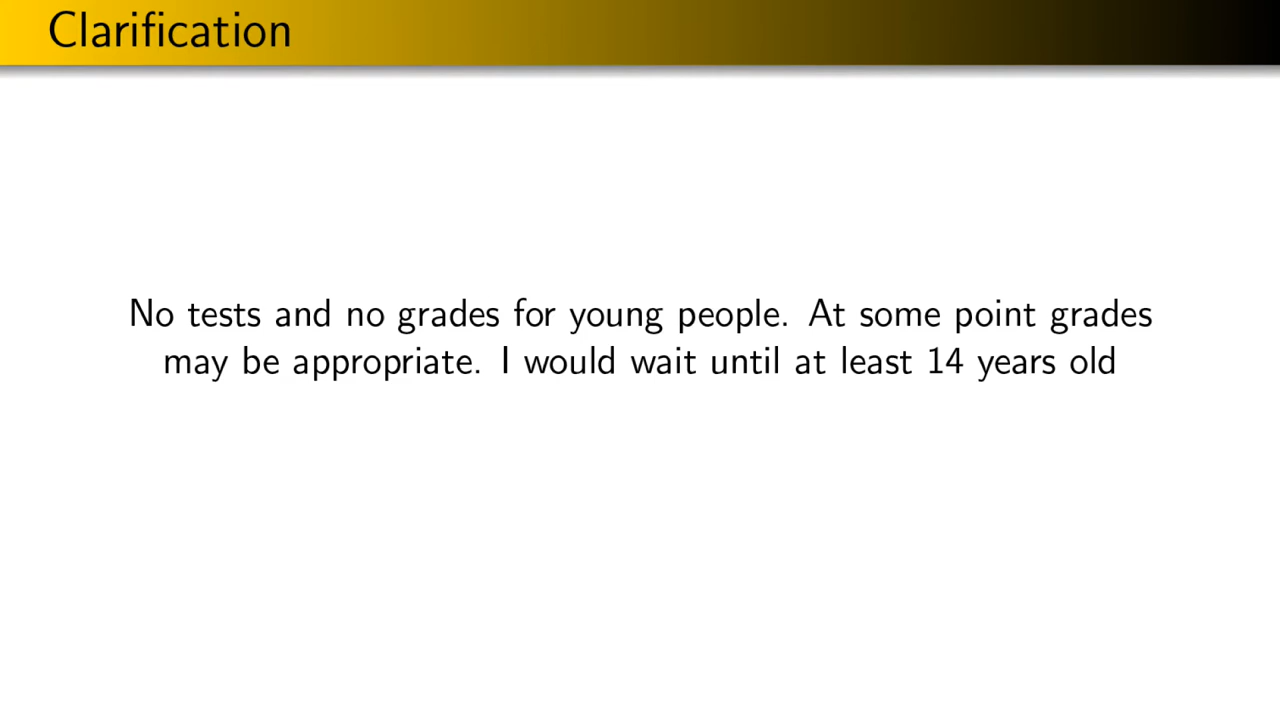 Clarification
No tests and no grades for young people. At some point grades
may be appropriate. I would wait until at least 14 years old